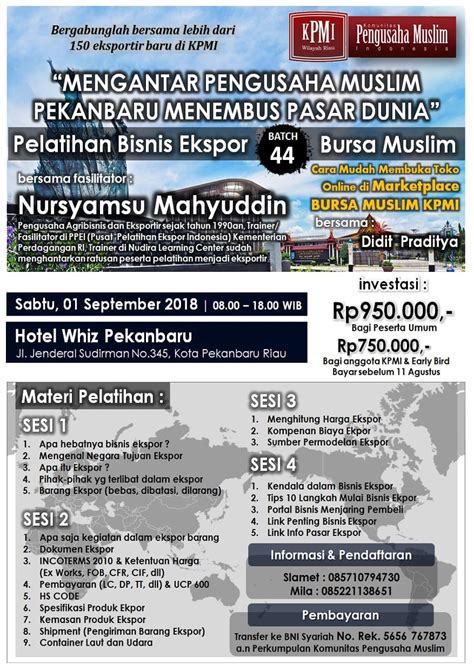 Bergabunglah bersama lebih dari
150 eksportir baru di KPMI
KPMI
Wilayah Riau
Komunitas
Pengusaha Muslim
Indonesia
“MENGANTAR PENGUSAHA MUSLIM
PEKANBARU MENEMBUS PASAR DUNIA”
Pelatihan Bisnis Ekspor
BATCH
44
Bursa Muslim
bersama fasilitator :
Nursyamsu Mahyuddin
Pengusaha Agribisnis dan Eksportir sejak tahun 1990an, Trainer/
Fasilitator di PPEI (Pusat Pelatihan Ekspor Indonesia) Kementerian
Perdagangan RI, Trainer di Nudira Learning Center sudah
menghantarkan ratusan peserta pelatihan menjadi eksportir.
Cara Mudah Membuka Toko
Online di Marketplace
BURSA MUSLIM KPMI
bersama
Didit Praditya
Sabtu, 01 September 2018 | 08.00 – 18.00 WIB
Hotel Whiz Pekanbaru
Jl. Jenderal Sudirman No.345, Kota Pekanbaru Riau
investasi :
Rp950.000,-
Bagi Peserta Umum
Rp750.000,-
Bagi anggota KPMI & Early Bird
Bayar sebelum 11 Agustus
Materi Pelatihan :
SESI 1
1. Apa hebatnya bisnis ekspor ?
2. Mengenal Negara Tujuan Ekspor
3. Apa itu Ekspor ?
4. Pihak-pihak yg terlibat dalam ekspor
5. Barang Ekspor (bebas, dibatasi, dilarang)
SESI 2
1. Apa saja kegiatan dalam ekspor barang
2. Dokumen Ekspor
3. INCOTERMS 2010 & Ketentuan Harga
(Ex Works, FOB, CFR, CIF, dll)
4. Pembayaran (LC, DP, TT, dll) & UCP 600
5. HS CODE
6. Spesifikasi Produk Ekpor
7. Kemasan Produk Ekspor
8. Shipment (Pengiriman Barang Ekspor)
9. Container Laut dan Udara
SESI 3
1. Menghitung Harga Ekspor
2. Kompenan Biaya Ekpor
3. Sumber Permodelan Ekspor
SESI 4
1. Kendala dalam Bisnis Ekspor
2. Tips 10 Langkah Mulai Bisnis Ekpor
3. Portal Bisnis Menjaring Pembeli
4. Link Penting Bisnis Ekspor
5. Link Info Pasar Ekspor
Informasi & Pendaftaran
Slamet : 085710794730
Mila : 085221138651
Pembayaran
Transfer ke BNI Syariah No. Rek. 5656 767873
a.n Perkumpulan Komunitas Pengusaha Muslim